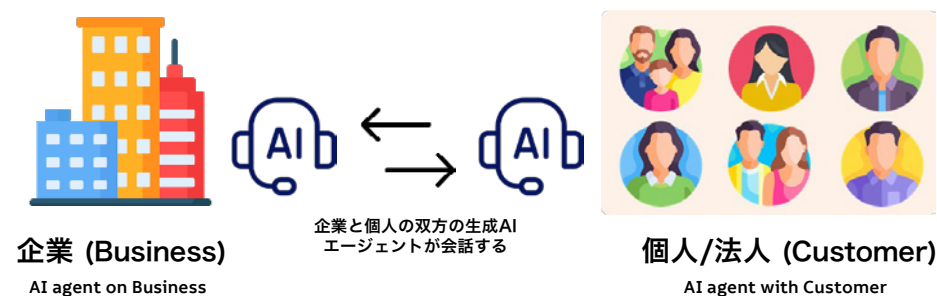 AI
AI
企業と個人の双方の生成AI
エージェントが会話する
企業 (Business)
個人/法人 (Customer)
AI agent on Business
AI agent with Customer